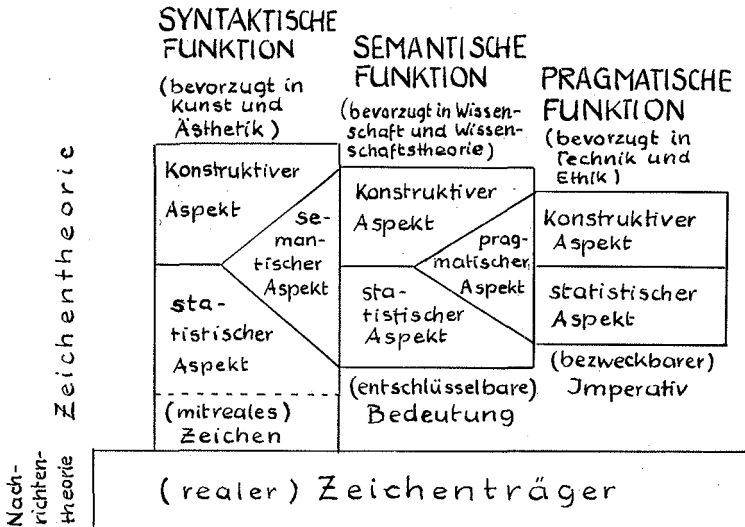 SYNTAKTISCHE
FUNKTION
(bevorzugt in
Kunst und
Ästhetik)
SEMANTISCHE
FUNKTION
(bevorzugt in Wissen-
schaft und Wissen-
schaftstheorie)
PRAGMATISCHE
FUNKTION
(bevorzugt in
Technik und
Ethik)
Zeichentheorie
Konstruktiver
Aspekt
se-
man-
tischer
Aspekt
sta-
tistischer
Aspekt
(mitreales)
Zeichen
Konstruktiver
Aspekt
prag-
matischer
Aspekt
sta-
tistischer
Aspekt
(entschlüsselbare)
Bedeutung
Konstruktiver
Aspekt
statistischer
Aspekt
(bezweckbarer)
Imperativ
Nach-
richten-
theorie
(realer) Zeichenträger